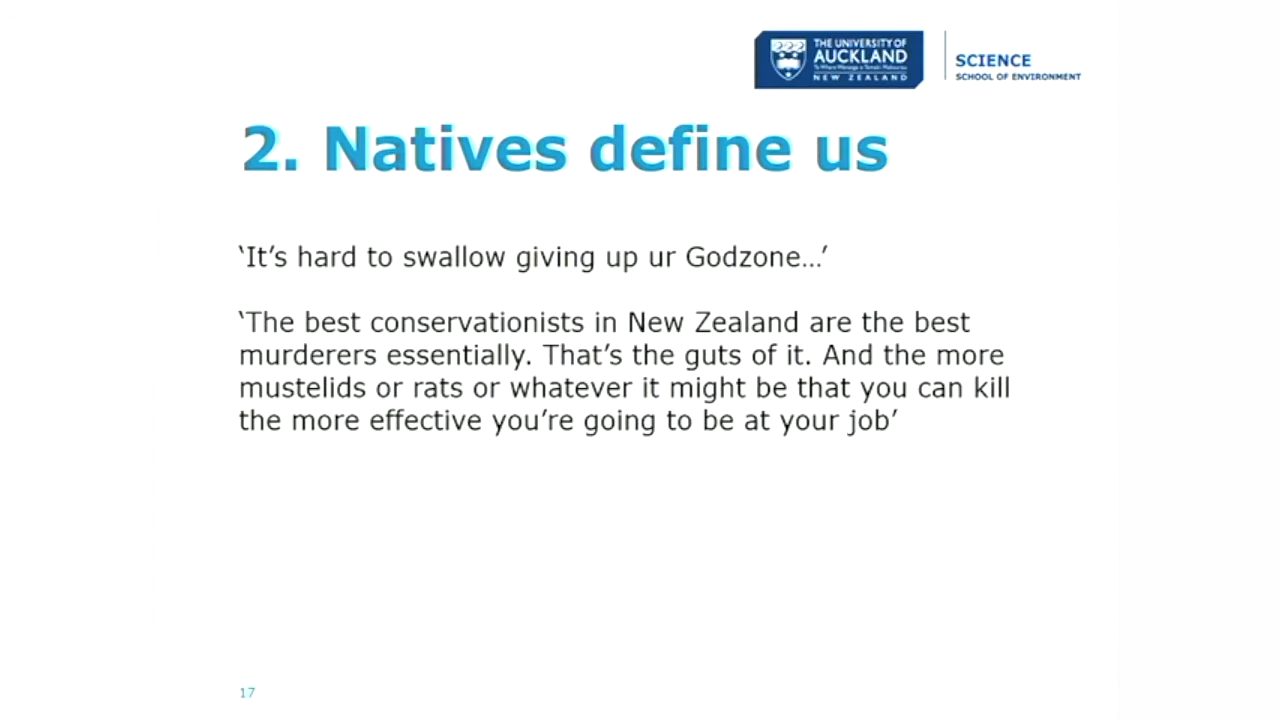 THE UNIVERSITY OF
AUCKLAND
Te Whare Wānanga o Tāmaki Makaurau
NEW ZEALAND
SCIENCE
SCHOOL OF ENVIRONMENT
2. Natives define us
‘It’s hard to swallow giving up ur Godzone…’
‘The best conservationists in New Zealand are the best
murderers essentially. That’s the guts of it. And the more
mustelids or rats or whatever it might be that you can kill
the more effective you’re going to be at your job’
17